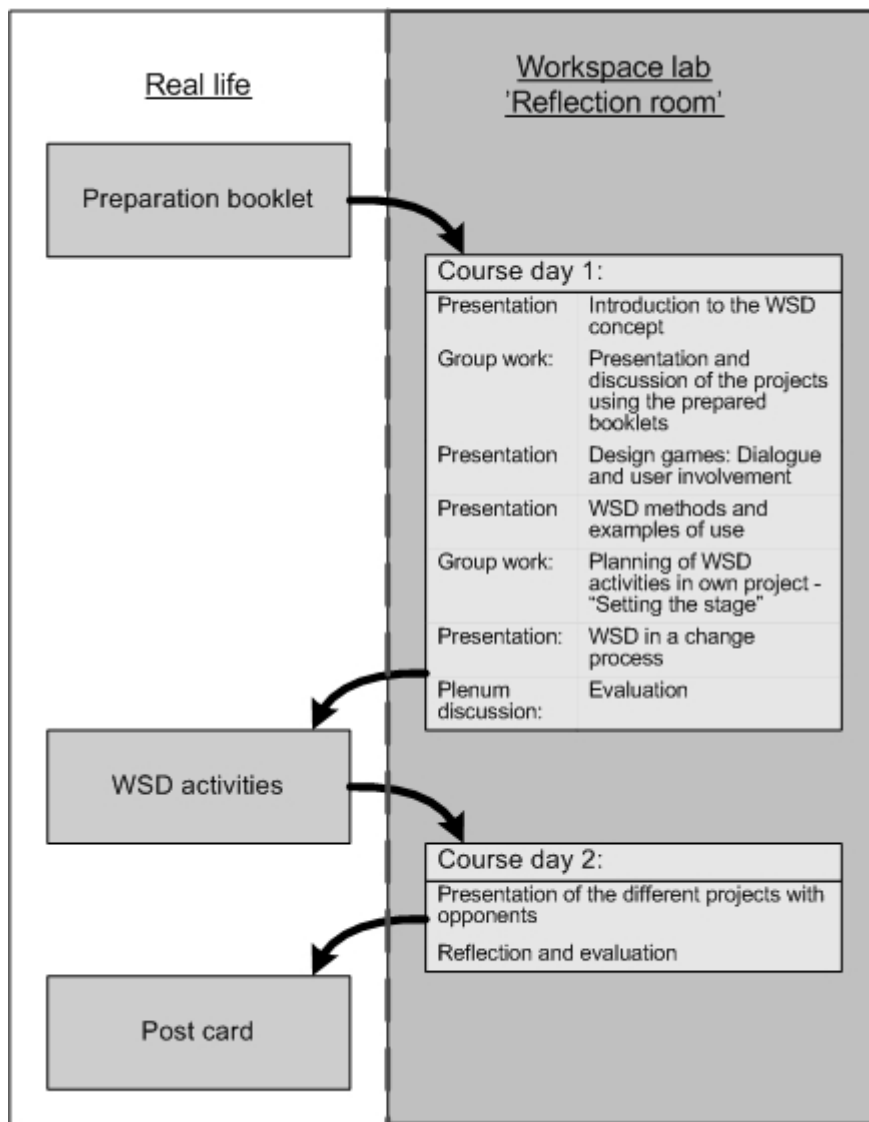 Real life
Workspace lab
'Reflection room'
Preparation booklet
Course day 1:
Presentation Introduction to the WSD
concept
Group work: Presentation and
discussion of the projects
using the prepared
booklets
Presentation Design games: Dialogue
and user involvement
Presentation WSD methods and
examples of use
Group work: Planning of WSD
activities in own project -
“Setting the stage”
Presentation: WSD in a change
process
Plenum Evaluation
discussion:
WSD activities
Course day 2:
Presentation of the different projects with
opponents
Reflection and evaluation
Post card